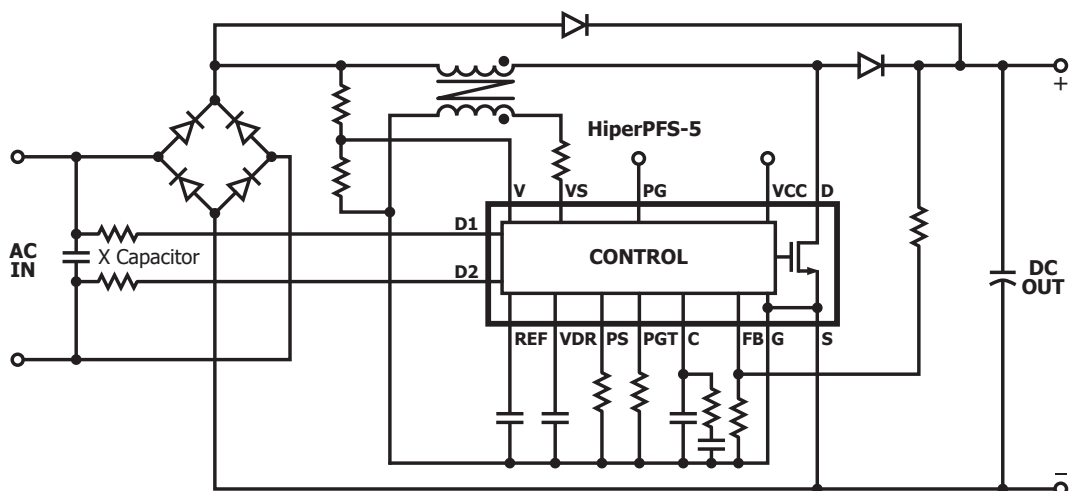 +
HiperPFS-5
V
VS
PG
VCC
D
D1
AC
IN
X Capacitor
CONTROL
D2
DC
OUT
REF
VDR
PS
PGT
C
FB
G
S
−